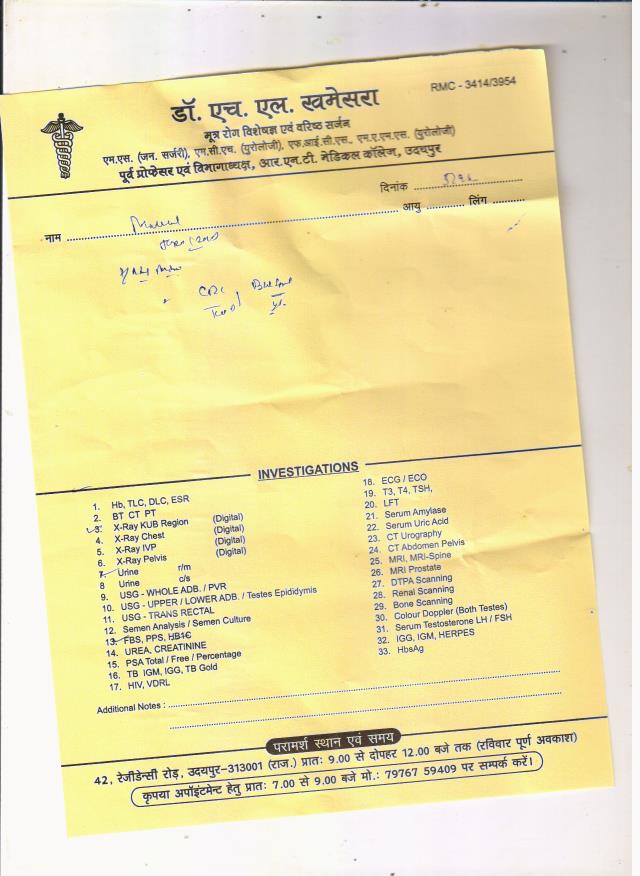 RMC - 3414/3954
डॉ. एच. एल. खमेसरा
मूत्र रोग विशेषज्ञ एवं वरिष्ठ सर्जन
एम.एस. (जन. सर्जरी), एम.सी.एच. (युरोलोजी), एफ.आई.सी.एस., एम.ए.एम.एस. (युरोलोजी)
पूर्व प्रोफेसर एवं विभागाध्यक्ष, आर.एन.टी. मेडिकल कॉलेज, उदयपुर
दिनांक
नाम
आयु लिंग
CBC
INVESTIGATIONS
1. Hb, TLC, DLC, ESR
2. BT CT PT
3. X-Ray KUB Region (Digital)
4. X-Ray Chest (Digital)
5. X-Ray IVP (Digital)
6. X-Ray Pelvis (Digital)
7. Urine r/m
8 Urine c/s
9. USG - WHOLE ADB. / PVR
10. USG - UPPER / LOWER ADB. / Testes Epididymis
11. USG - TRANS RECTAL
12. Semen Analysis / Semen Culture
13. FBS, PPS, HB1C
14. UREA, CREATININE
15. PSA Total / Free / Percentage
16. TB IGM, IGG, TB Gold
17. HIV, VDRL
18. ECG / ECO
19. T3, T4, TSH,
20. LFT
21. Serum Amylase
22. Serum Uric Acid
23. CT Urography
24. CT Abdomen Pelvis
25. MRI, MRI-Spine
26. MRI Prostate
27. DTPA Scanning
28. Renal Scanning
29. Bone Scanning
30. Colour Doppler (Both Testes)
31. Serum Testosterone LH / FSH
32. IGG, IGM, HERPES
33. HbsAg
Additional Notes :
परामर्श स्थान एवं समय
42, रेजीडेन्सी रोड़, उदयपुर-313001 (राज.) प्रातः 9.00 से दोपहर 12.00 बजे तक (रविवार पूर्ण अवकाश)
कृपया अपॉइंटमेन्ट हेतु प्रातः 7.00 से 9.00 बजे मो.: 79767 59409 पर सम्पर्क करें।